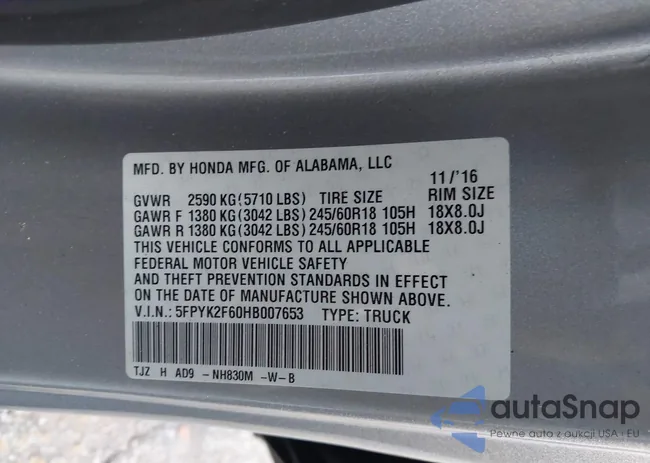 MFD. BY HONDA MFG. OF ALABAMA, LLC
11/'16
GVWR 2590 KG(5710 LBS) TIRE SIZE RIM SIZE
GAWR F 1380 KG(3042 LBS) 245/60R18 105H 18X8.0J
GAWR R 1380 KG(3042 LBS) 245/60R18 105H 18X8.0J
THIS VEHICLE CONFORMS TO ALL APPLICABLE
FEDERAL MOTOR VEHICLE SAFETY
AND THEFT PREVENTION STANDARDS IN EFFECT
ON THE DATE OF MANUFACTURE SHOWN ABOVE.
V.I.N.: 5FPYK2F60HB007653 TYPE: TRUCK
TJZ H AD9 -NH830M -W-B
autoSnap
Pewne auto z aukcji USA i EU